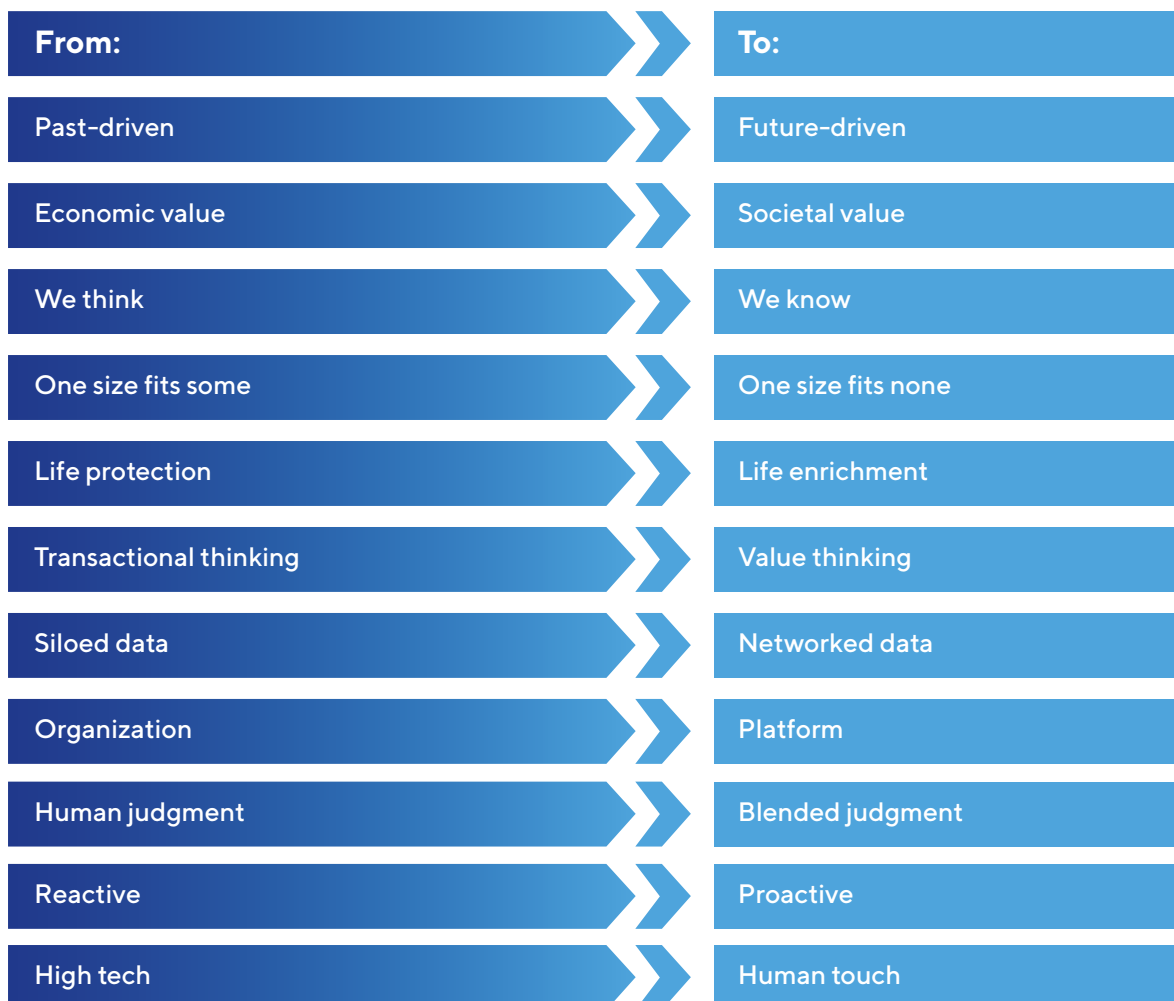 From: To:
Past-driven Future-driven
Economic value Societal value
We think We know
One size fits some One size fits none
Life protection Life enrichment
Transactional thinking Value thinking
Siloed data Networked data
Organization Platform
Human judgment Blended judgment
Reactive Proactive
High tech Human touch